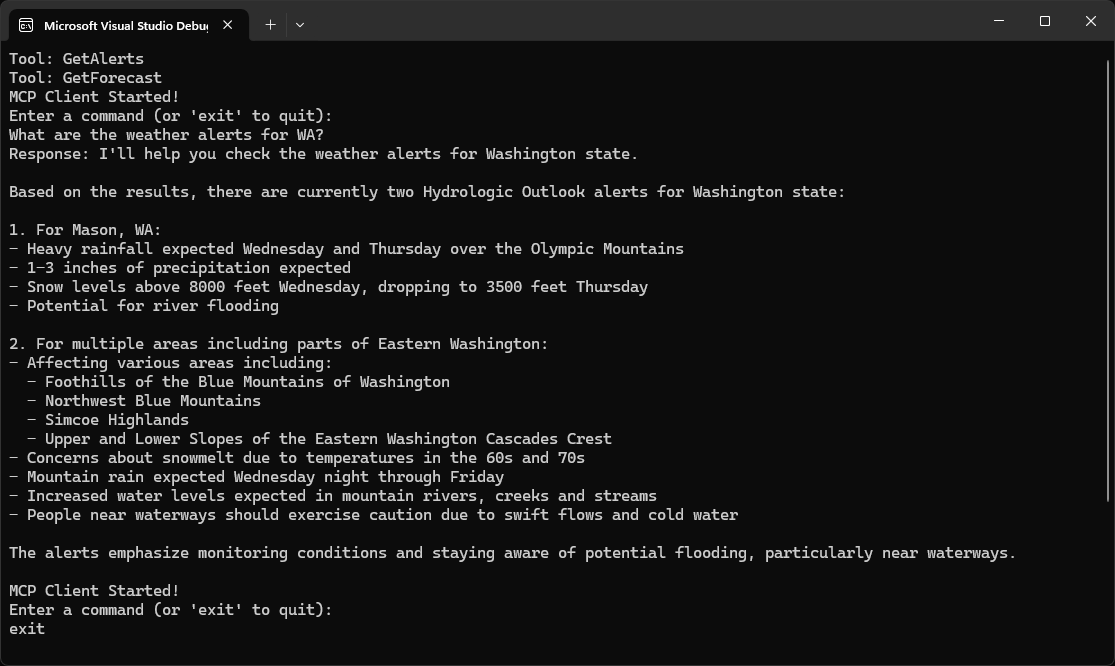 Microsoft Visual Studio Debug
Tool: GetAlerts
Tool: GetForecast
MCP Client Started!
Enter a command (or 'exit' to quit):
What are the weather alerts for WA?
Response: I'll help you check the weather alerts for Washington state.
Based on the results, there are currently two Hydrologic Outlook alerts for Washington state:
1. For Mason, WA:
- Heavy rainfall expected Wednesday and Thursday over the Olympic Mountains
- 1-3 inches of precipitation expected
- Snow levels above 8000 feet Wednesday, dropping to 3500 feet Thursday
- Potential for river flooding
2. For multiple areas including parts of Eastern Washington:
- Affecting various areas including:
- Foothills of the Blue Mountains of Washington
- Northwest Blue Mountains
- Simcoe Highlands
- Upper and Lower Slopes of the Eastern Washington Cascades Crest
- Concerns about snowmelt due to temperatures in the 60s and 70s
- Mountain rain expected Wednesday night through Friday
- Increased water levels expected in mountain rivers, creeks and streams
- People near waterways should exercise caution due to swift flows and cold water
The alerts emphasize monitoring conditions and staying aware of potential flooding, particularly near waterways.
MCP Client Started!
Enter a command (or 'exit' to quit):
exit